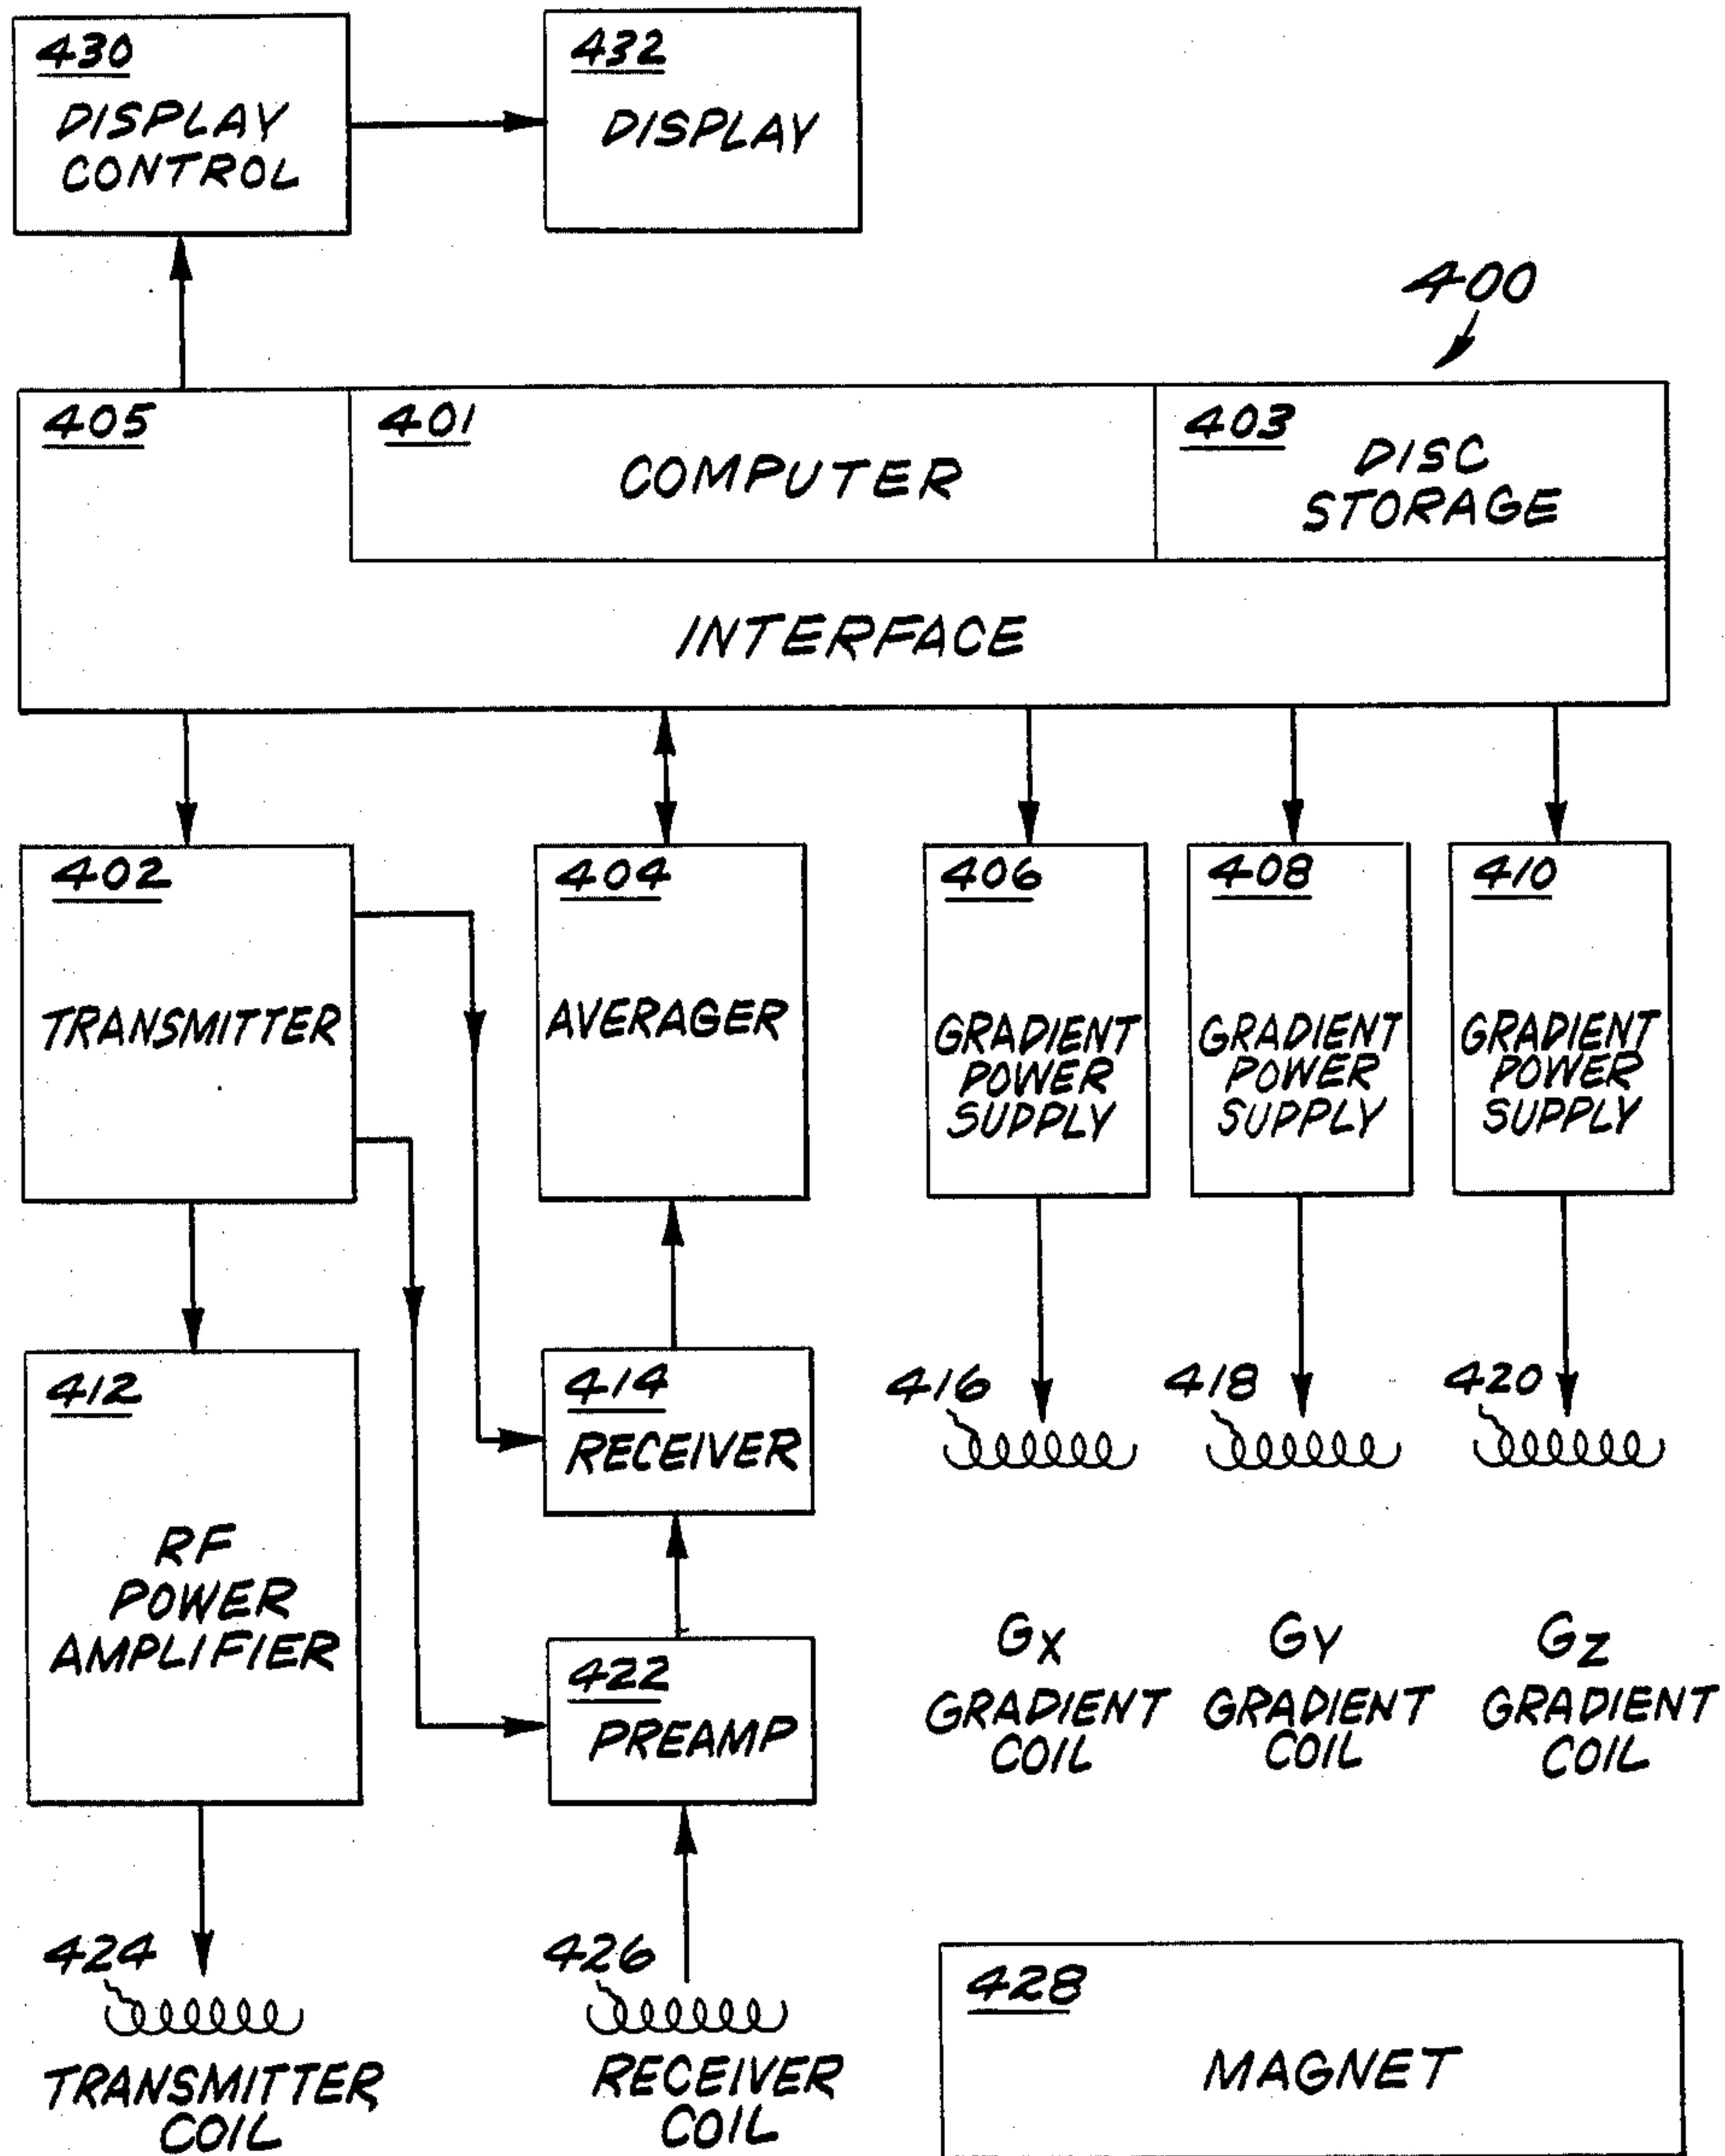 430
DISPLAY
CONTROL
432
DISPLAY
400
405
401
COMPUTER
403
DISC
STORAGE
INTERFACE
402
TRANSMITTER
404
AVERAGER
406
GRADIENT
POWER
SUPPLY
408
GRADIENT
POWER
SUPPLY
410
GRADIENT
POWER
SUPPLY
412
RF
POWER
AMPLIFIER
414
RECEIVER
416
418
420
422
PREAMP
GX
GRADIENT
COIL
GY
GRADIENT
COIL
GZ
GRADIENT
COIL
424
TRANSMITTER
COIL
426
RECEIVER
COIL
428
MAGNET